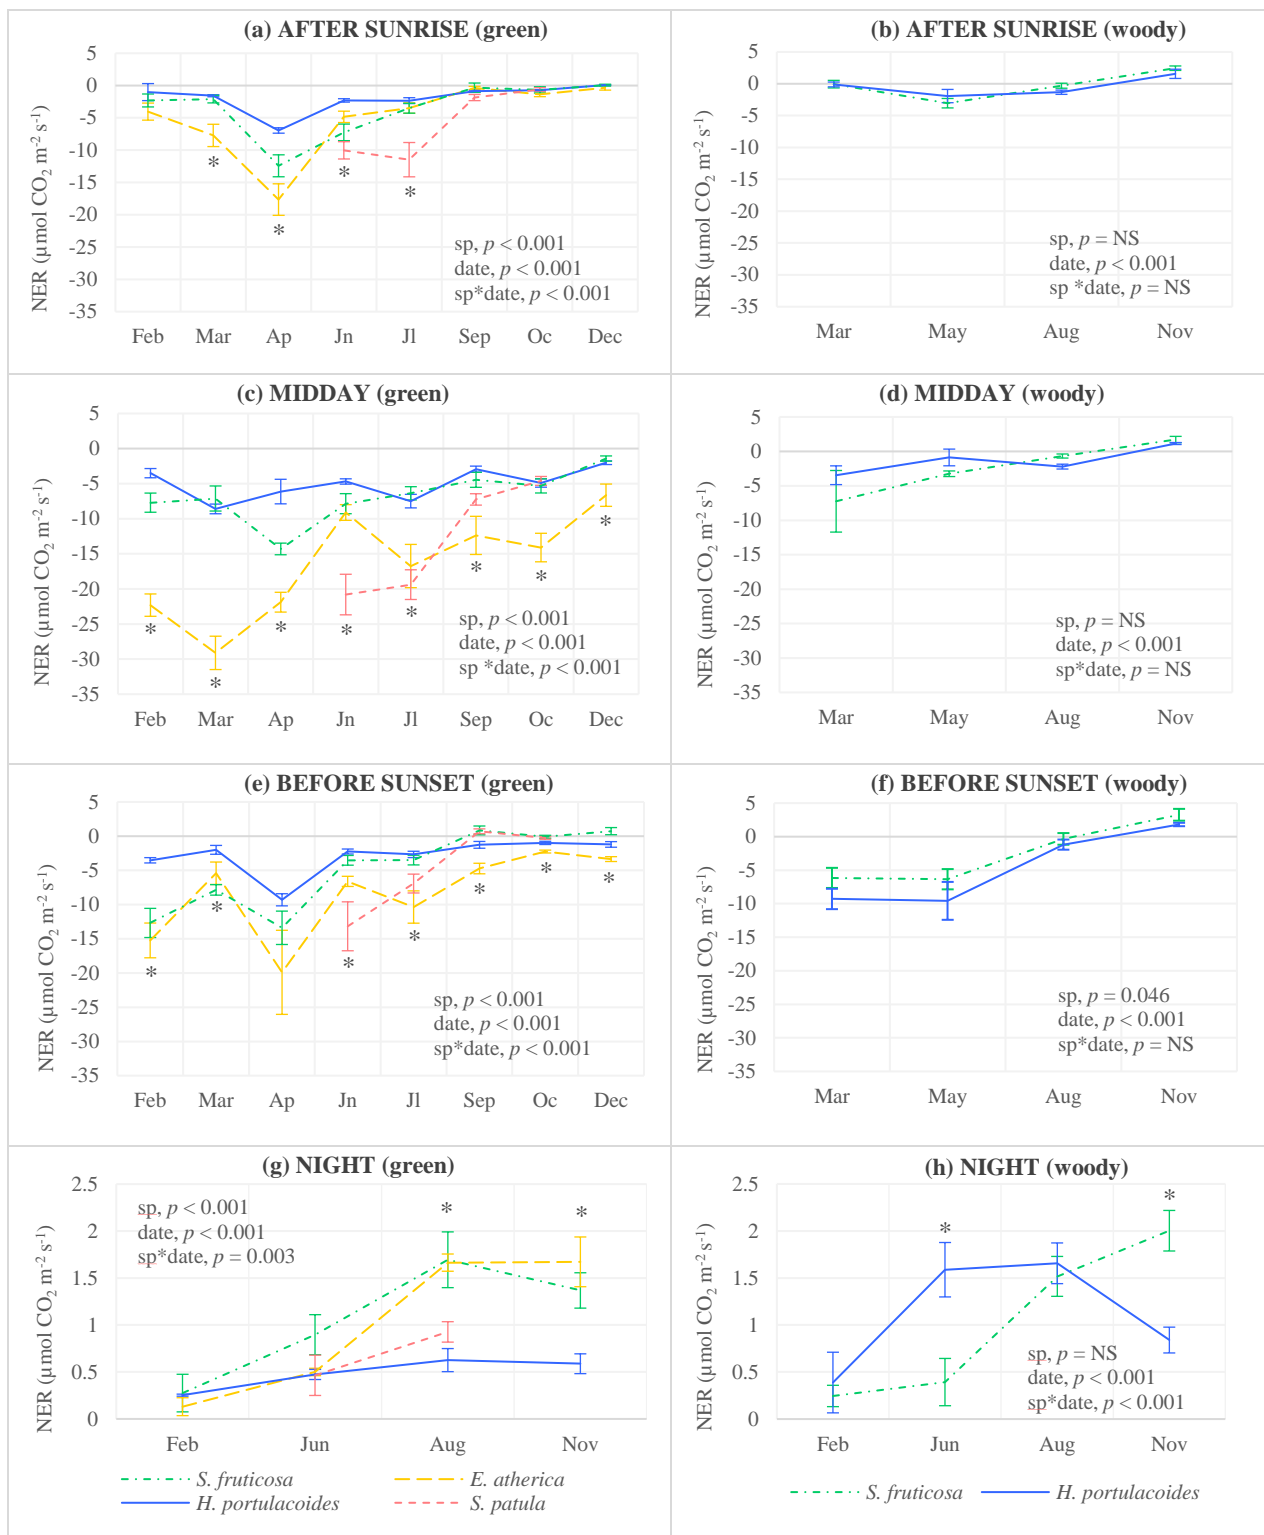 (a) AFTER SUNRISE (green)
NER (µmol CO₂ m⁻² s⁻¹)
5
0
-5
-10
-15
-20
-25
-30
-35
*
*
*
*
sp, p < 0.001
date, p < 0.001
sp*date, p < 0.001
Feb Mar Ap Jn Jl Sep Oc Dec
(b) AFTER SUNRISE (woody)
NER (µmol CO₂ m⁻² s⁻¹)
5
0
-5
-10
-15
-20
-25
-30
-35
sp, p = NS
date, p < 0.001
sp *date, p = NS
Mar May Aug Nov
(c) MIDDAY (green)
NER (µmol CO₂ m⁻² s⁻¹)
5
0
-5
-10
-15
-20
-25
-30
-35
*
*
*
*
*
*
*
*
sp, p < 0.001
date, p < 0.001
sp *date, p < 0.001
Feb Mar Ap Jn Jl Sep Oc Dec
(d) MIDDAY (woody)
NER (µmol CO₂ m⁻² s⁻¹)
5
0
-5
-10
-15
-20
-25
-30
-35
sp, p = NS
date, p < 0.001
sp*date, p = NS
Mar May Aug Nov
(e) BEFORE SUNSET (green)
NER (µmol CO₂ m⁻² s⁻¹)
5
0
-5
-10
-15
-20
-25
-30
-35
*
*
*
*
*
*
*
sp, p < 0.001
date, p < 0.001
sp*date, p < 0.001
Feb Mar Ap Jn Jl Sep Oc Dec
(f) BEFORE SUNSET (woody)
NER (µmol CO₂ m⁻² s⁻¹)
5
0
-5
-10
-15
-20
-25
-30
-35
sp, p = 0.046
date, p < 0.001
sp*date, p = NS
Mar May Aug Nov
(g) NIGHT (green)
NER (µmol CO₂ m⁻² s⁻¹)
2.5
2
1.5
1
0.5
0
sp, p < 0.001
date, p < 0.001
sp*date, p = 0.003
*
*
Feb Jun Aug Nov
S. fruticosa E. atherica
H. portulacoides S. patula
(h) NIGHT (woody)
NER (µmol CO₂ m⁻² s⁻¹)
2.5
2
1.5
1
0.5
0
*
*
sp, p = NS
date, p < 0.001
sp*date, p < 0.001
Feb Jun Aug Nov
S. fruticosa H. portulacoides